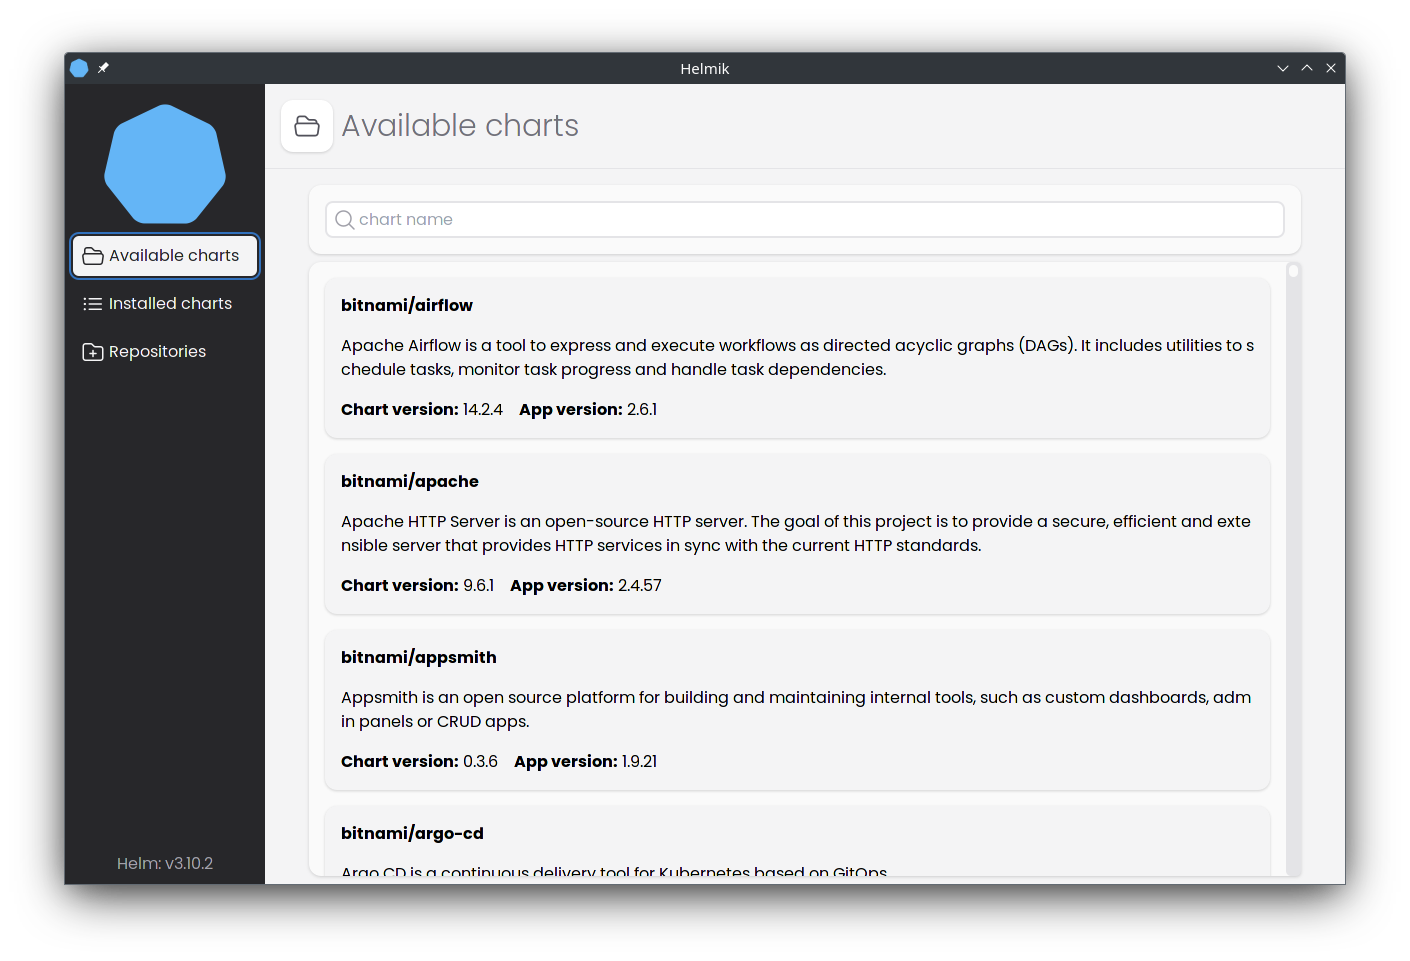 Helmik
Available charts
Installed charts
Repositories
Helm: v3.10.2
Available charts
chart name
bitnami/airflow
Apache Airflow is a tool to express and execute workflows as directed acyclic graphs (DAGs). It includes utilities to s
chedule tasks, monitor task progress and handle task dependencies.
Chart version: 14.2.4 App version: 2.6.1
bitnami/apache
Apache HTTP Server is an open-source HTTP server. The goal of this project is to provide a secure, efficient and exte
nsible server that provides HTTP services in sync with the current HTTP standards.
Chart version: 9.6.1 App version: 2.4.57
bitnami/appsmith
Appsmith is an open source platform for building and maintaining internal tools, such as custom dashboards, adm
in panels or CRUD apps.
Chart version: 0.3.6 App version: 1.9.21
bitnami/argo-cd
Argo CD is a continuous delivery tool for Kubernetes based on GitOps.